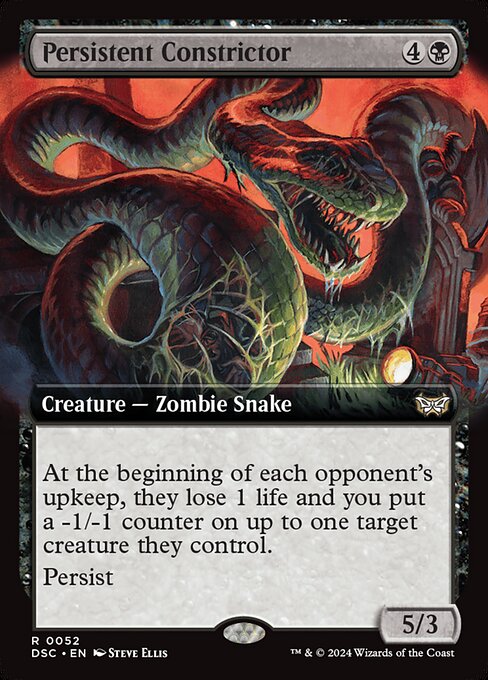 Persistent Constrictor 4
Creature — Zombie Snake
At the beginning of each opponent's
upkeep, they lose 1 life and you put
a -1/-1 counter on up to one target
creature they control.
Persist
5/3
R 0052
DSC • EN Steve Ellis
™ & © 2024 Wizards of the Coast